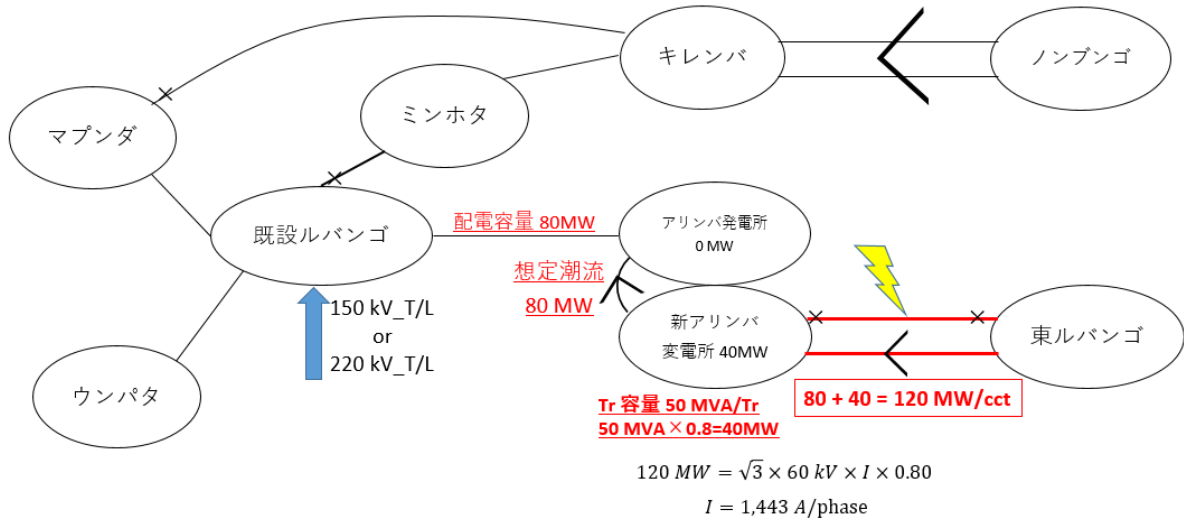 キレンバ
ノンブンゴ
マプンダ
ミンホタ
既設ルバンゴ
配電容量 80MW
アリンバ発電所
0 MW
想定潮流
80 MW
150 kV_T/L
or
220 kV_T/L
新アリンバ
変電所 40MW
東ルバンゴ
ウンパタ
Tr 容量 50 MVA/Tr
50 MVA×0.8=40MW
80 + 40 = 120 MW/cct
120 MW = √3 × 60 kV × I × 0.80
I = 1,443 A/phase